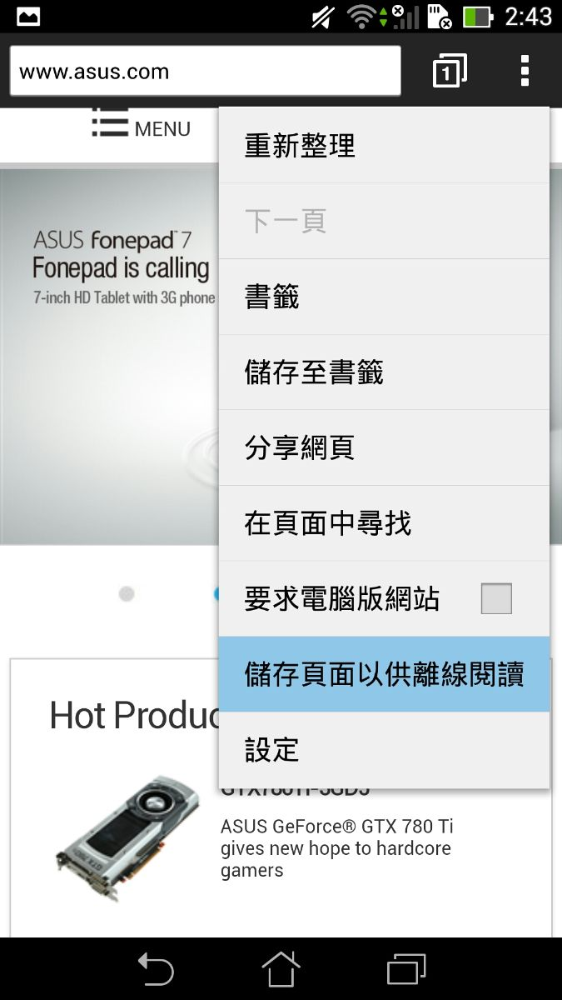 2:43
www.asus.com
1
MENU
重新整理
下一頁
書籤
儲存至書籤
分享網頁
在頁面中尋找
要求電腦版網站
儲存頁面以供離線閱讀
設定
ASUS fonepad™ 7
Fonepad is calling
7-inch HD Tablet with 3G phone
Hot Produc
ASUS GeForce® GTX 780 Ti
gives new hope to hardcore
gamers